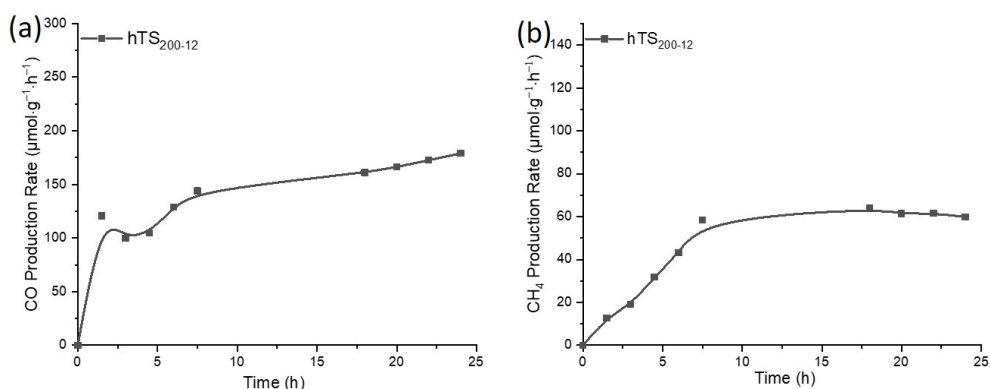 (a)
hTS200-12
CO Production Rate (μmol·g⁻¹·h⁻¹)
300
250
200
150
100
50
0
0 5 10 15 20 25
Time (h)
(b)
hTS200-12
CH4 Production Rate (μmol·g⁻¹·h⁻¹)
140
120
100
80
60
40
20
0
0 5 10 15 20 25
Time (h)